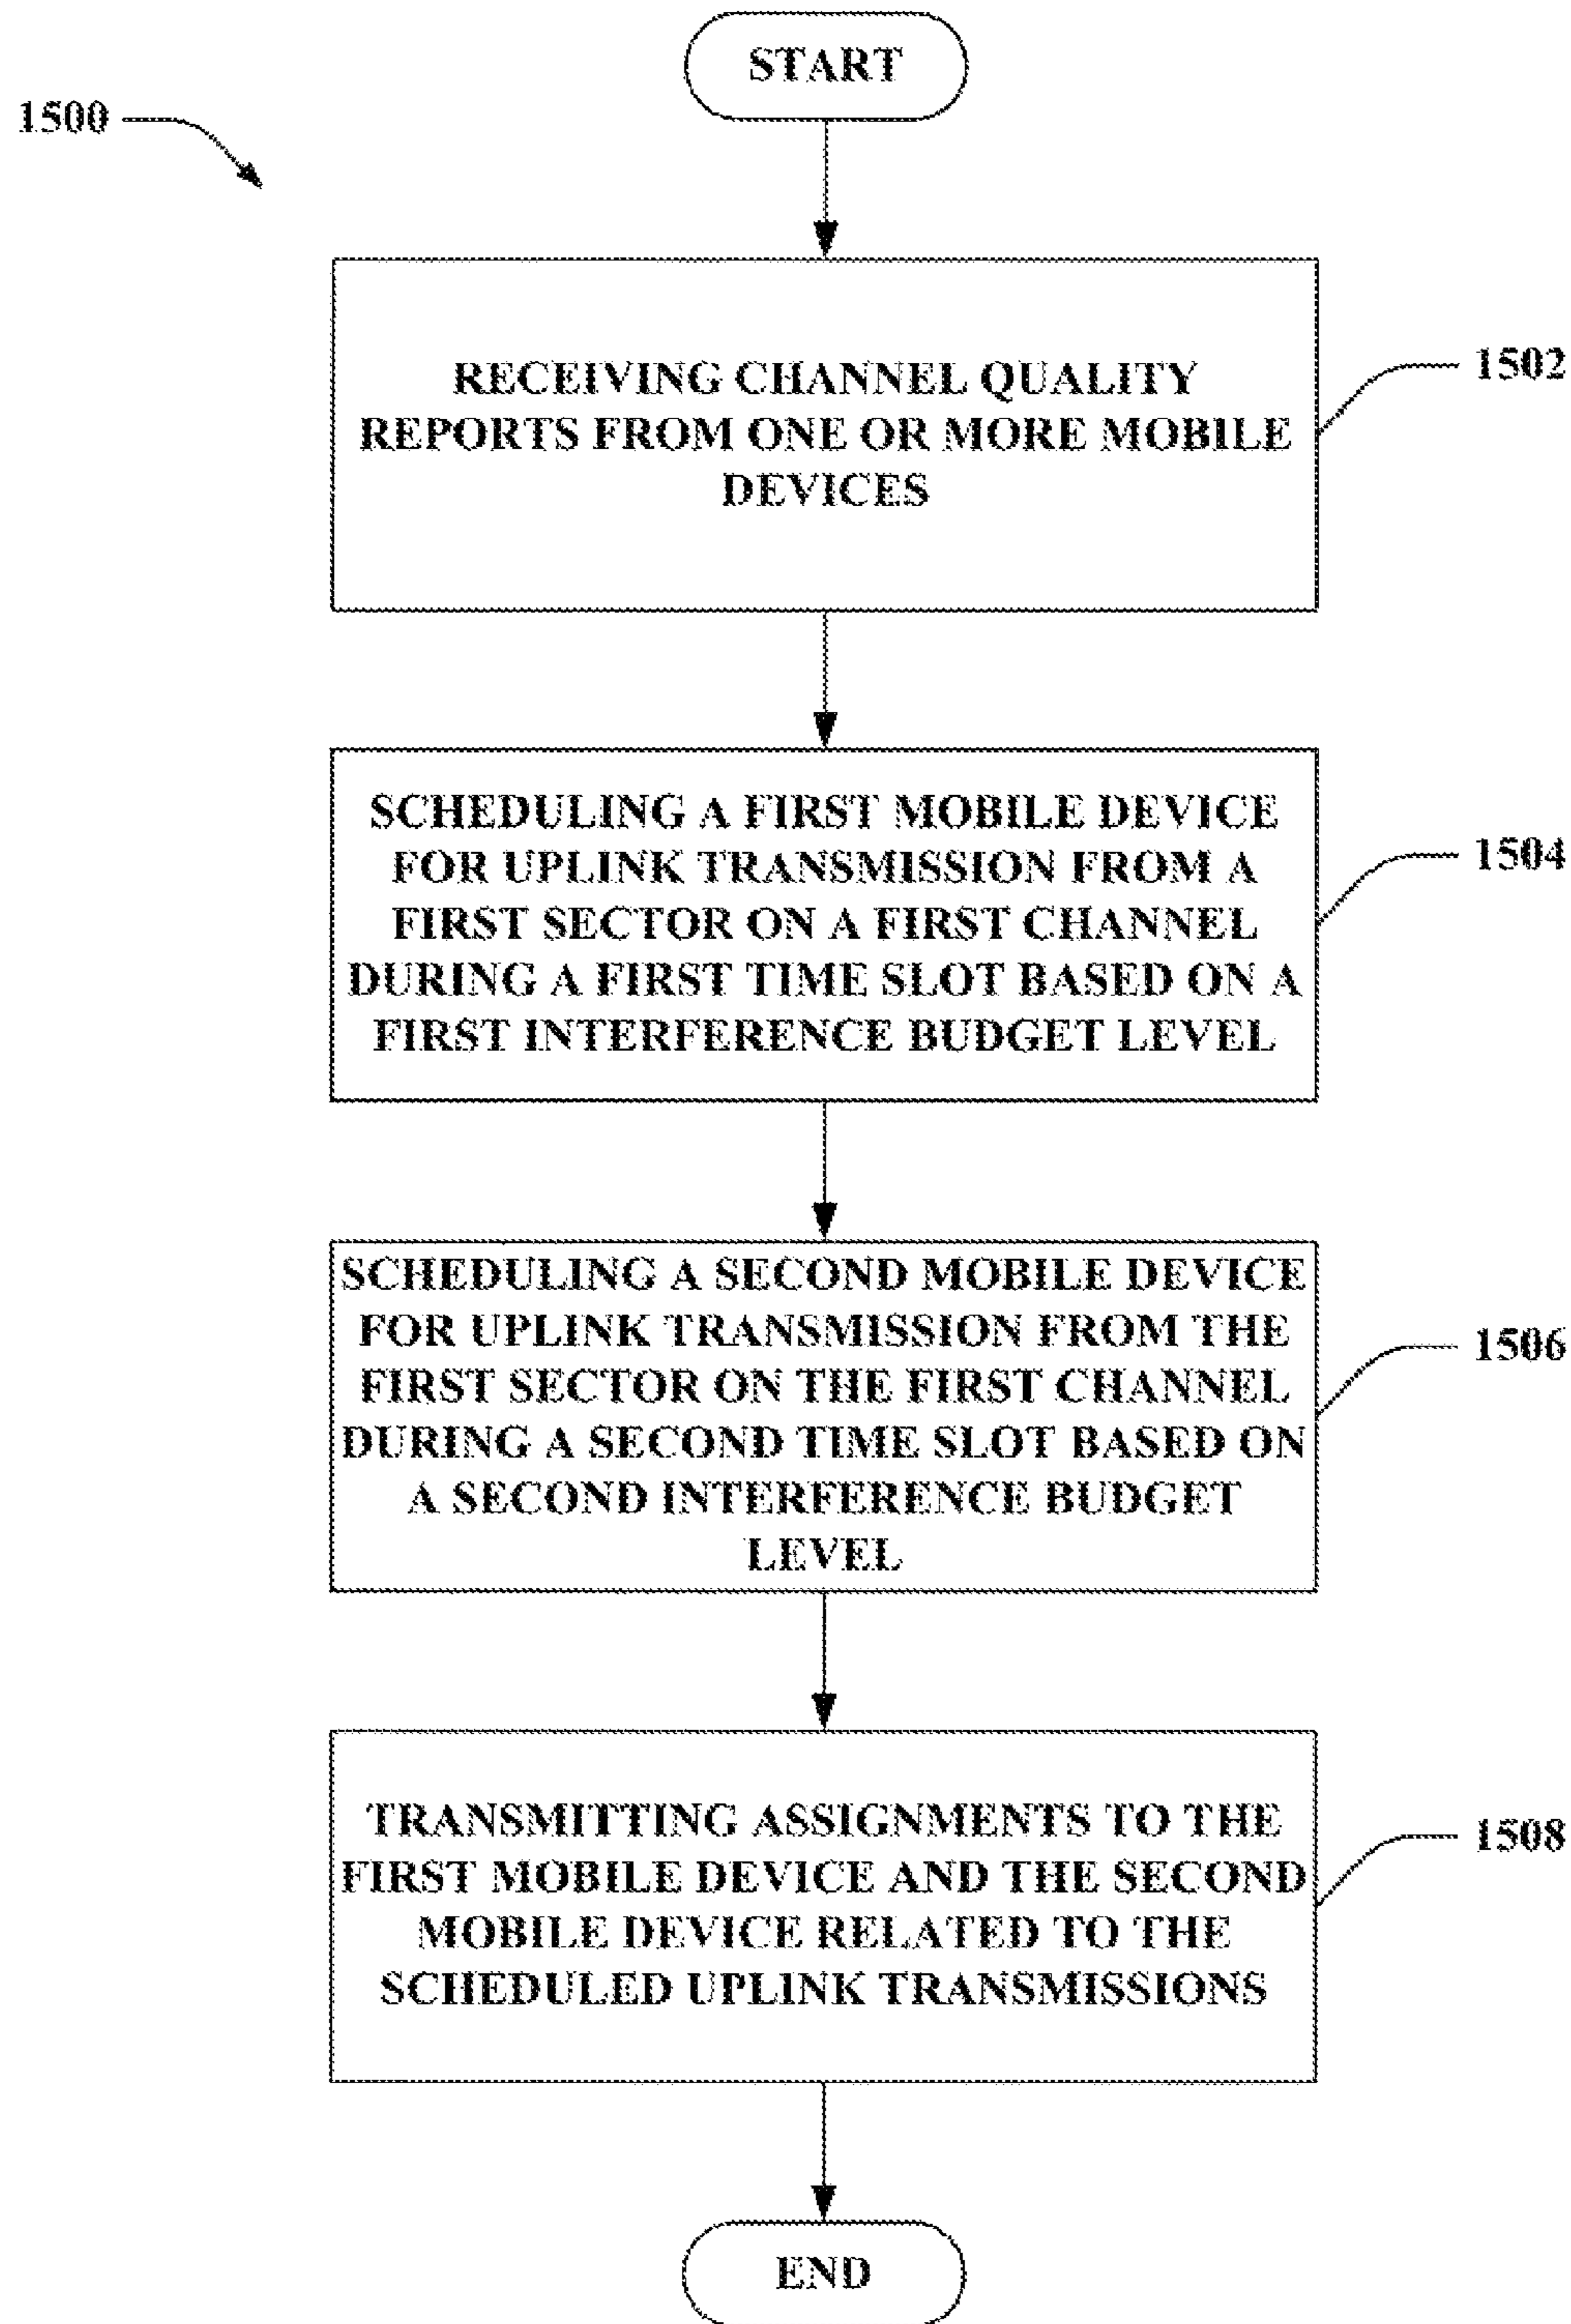 START
1500
RECEIVING CHANNEL QUALITY
REPORTS FROM ONE OR MORE MOBILE
DEVICES
1502
SCHEDULING A FIRST MOBILE DEVICE
FOR UPLINK TRANSMISSION FROM A
FIRST SECTOR ON A FIRST CHANNEL
DURING A FIRST TIME SLOT BASED ON A
FIRST INTERFERENCE BUDGET LEVEL
1504
SCHEDULING A SECOND MOBILE DEVICE
FOR UPLINK TRANSMISSION FROM THE
FIRST SECTOR ON THE FIRST CHANNEL
DURING A SECOND TIME SLOT BASED ON
A SECOND INTERFERENCE BUDGET
LEVEL
1506
TRANSMITTING ASSIGNMENTS TO THE
FIRST MOBILE DEVICE AND THE SECOND
MOBILE DEVICE RELATED TO THE
SCHEDULED UPLINK TRANSMISSIONS
1508
END